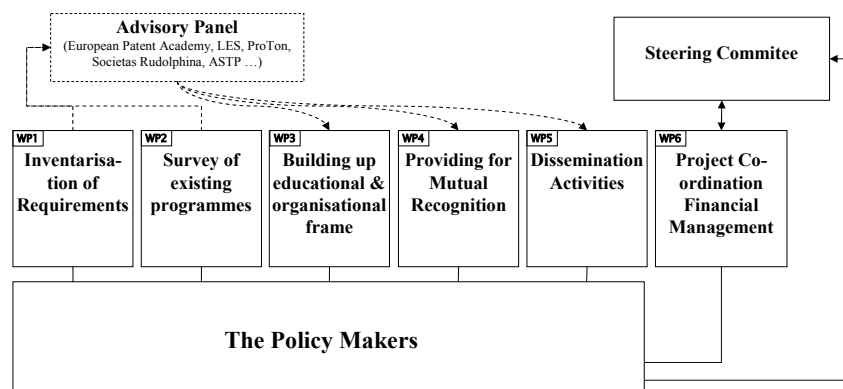 Advisory Panel
(European Patent Academy, LES, ProTon,
Societas Rudolphina, ASTP …)
Steering Commitee
WP1
Inventarisa-
tion of
Requirements
WP2
Survey of
existing
programmes
WP3
Building up
educational &
organisational
frame
WP4
Providing for
Mutual
Recognition
WP5
Dissemination
Activities
WP6
Project Co-
ordination
Financial
Management
The Policy Makers